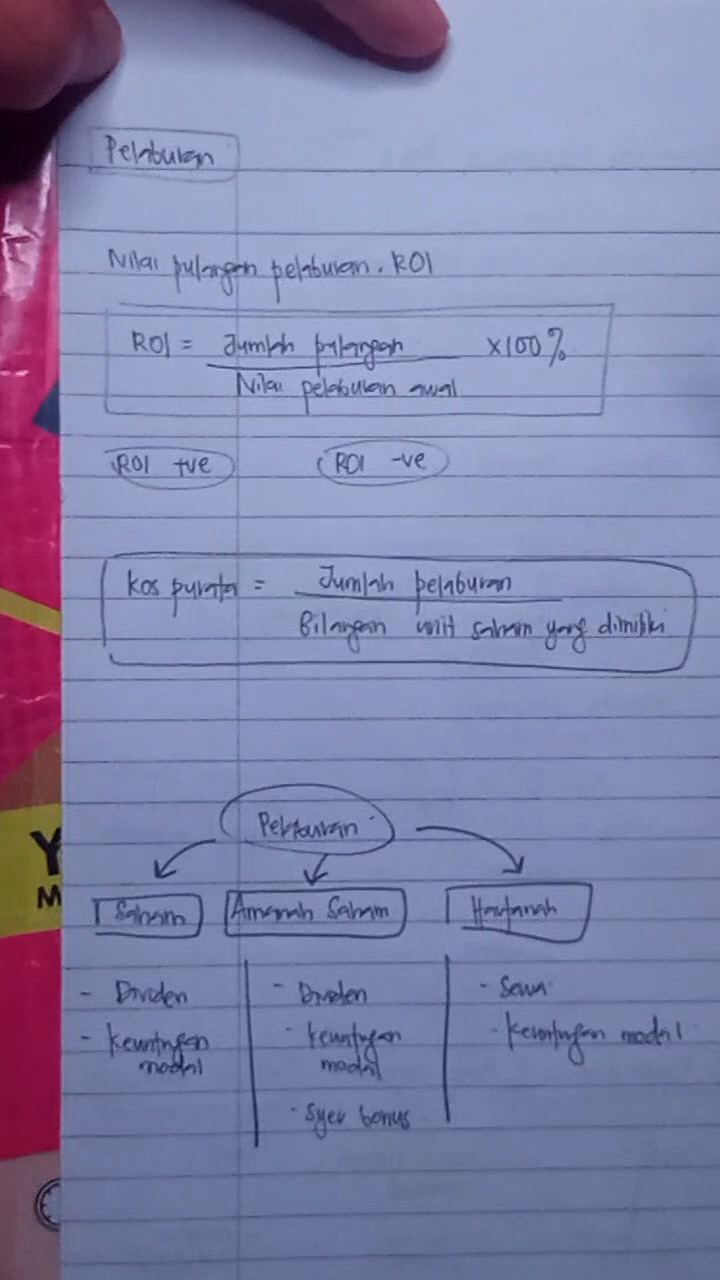 Pelaburan
Nilai pulangan pelaburan. ROI
ROI = Jumlah pulangan ×100%
Nilai pelaburan awal
ROI +ve ROI -ve
Kos purata = Jumlah pelaburan
Bilangan unit saham yang dimiliki
Pelaburan
Saham Amanah Saham Hartanah
- Dividen
- Keuntungan
modal
- Dividen
- Keuntungan
modal
- Syer bonus
- Sewa
- Keuntungan modal
Y
M